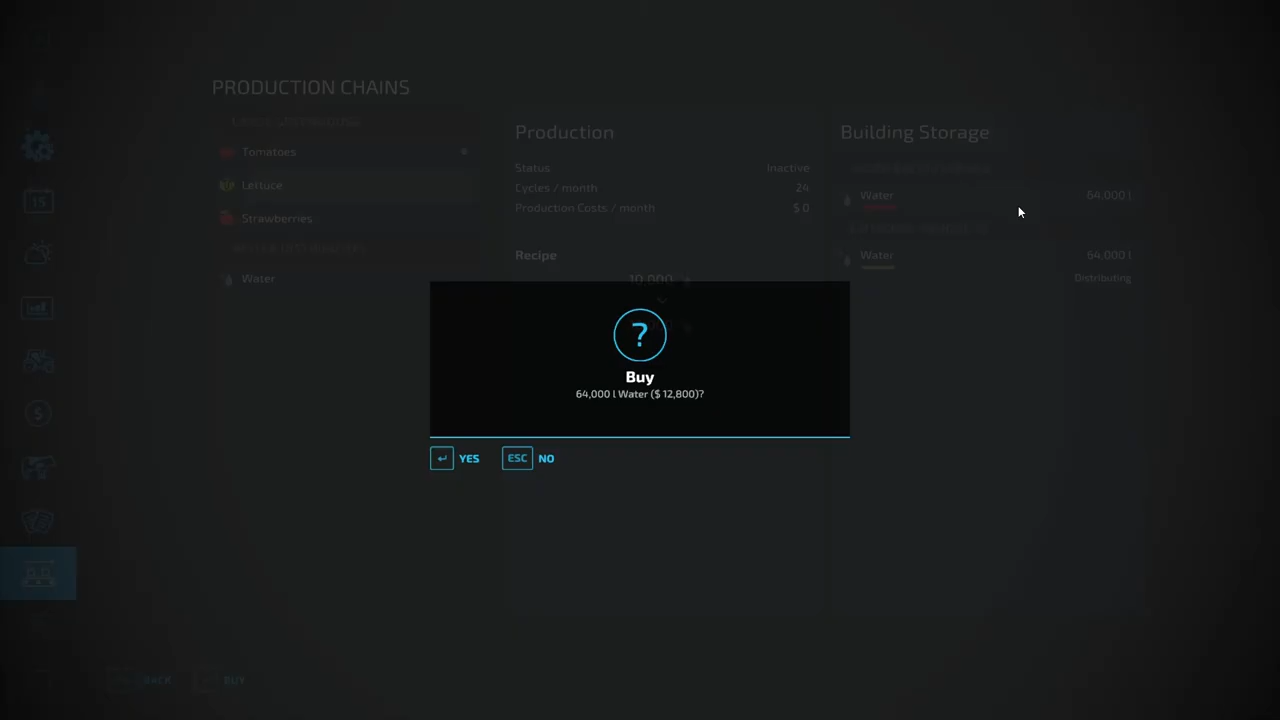 PRODUCTION CHAINS
Tomatoes
Lettuce
Strawberries
Water
15
$
Production
Status Inactive
Cycles / month 24
Production Costs / month $ 0
Recipe
10,000
Building Storage
Water 64,000 l
Water 64,000 l
Distributing
?
Buy
64,000 l Water ($ 12,800)?
YES ESC NO
BACK BUY